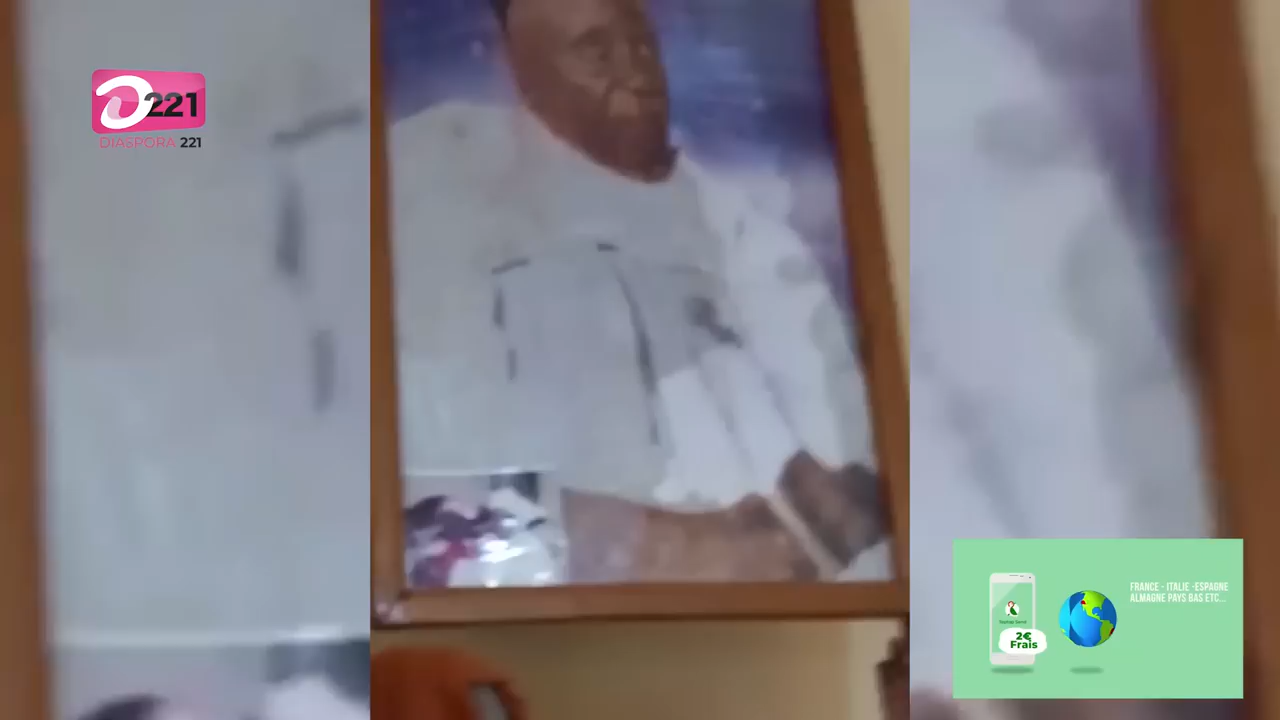 221
DIASPORA 221
FRANCE - ITALIE -ESPAGNE
ALMAGNE PAYS BAS ETC...
2€
Frais